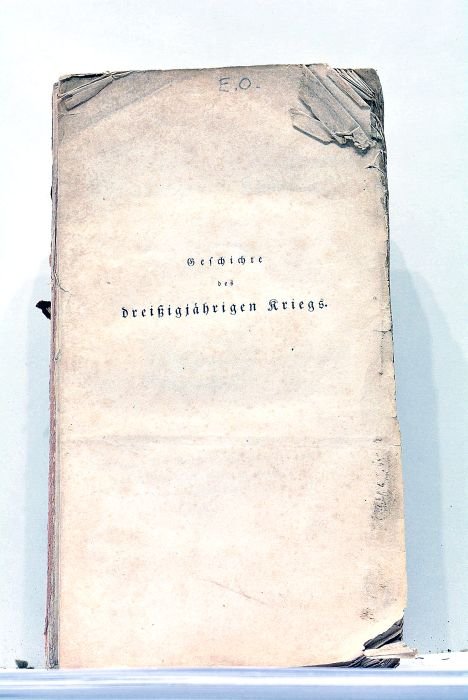 E.O.
Geſchichte
des
dreißigjährigen Kriegs.